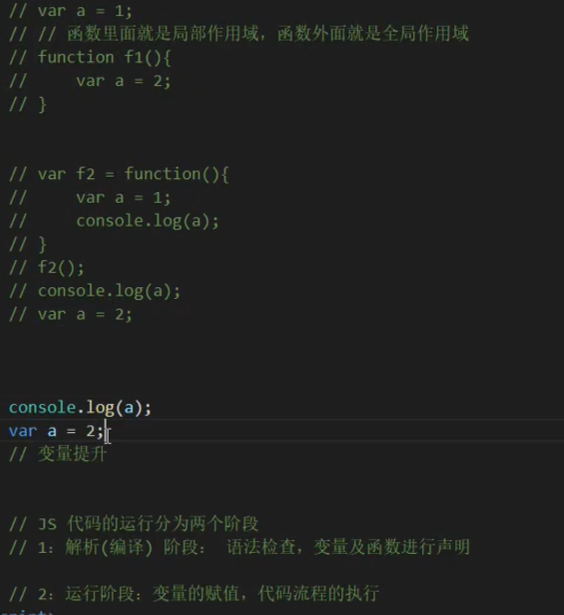 // var a = 1;
// // 函数里面就是局部作用域，函数外面就是全局作用域
// function f1(){
//     var a = 2;
// }
// var f2 = function(){
//     var a = 1;
//     console.log(a);
// }
// f2();
// console.log(a);
// var a = 2;
console.log(a);
var a = 2;
// 变量提升
// JS 代码的运行分为两个阶段
// 1：解析(编译) 阶段： 语法检查，变量及函数进行声明
// 2：运行阶段：变量的赋值，代码流程的执行